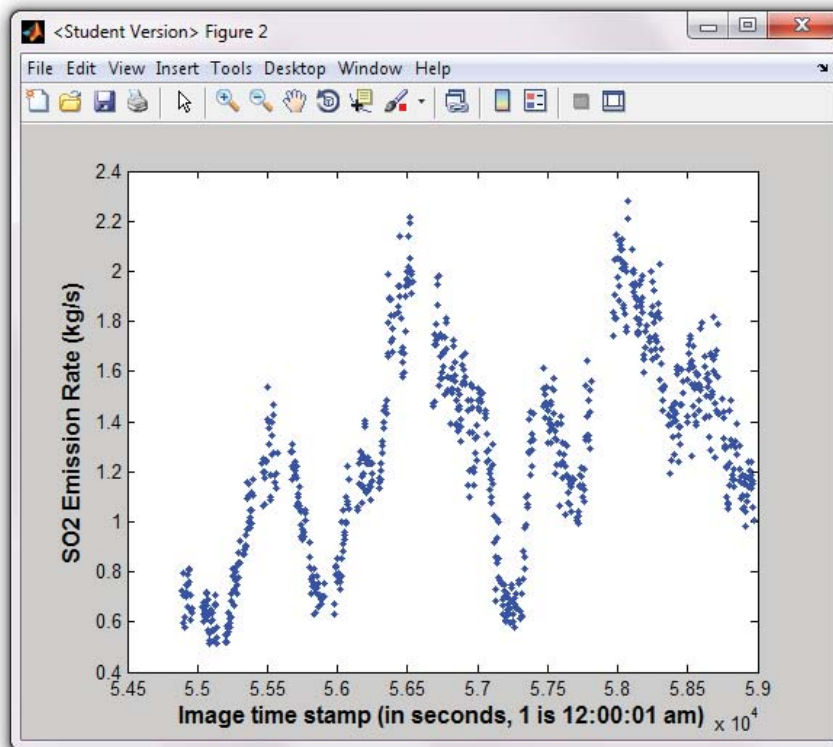 <Student Version> Figure 2
File Edit View Insert Tools Desktop Window Help
2.4
2.2
2
1.8
1.6
1.4
1.2
1
0.8
0.6
0.4
SO2 Emission Rate (kg/s)
5.45 5.5 5.55 5.6 5.65 5.7 5.75 5.8 5.85 5.9
Image time stamp (in seconds, 1 is 12:00:01 am) x 10⁴